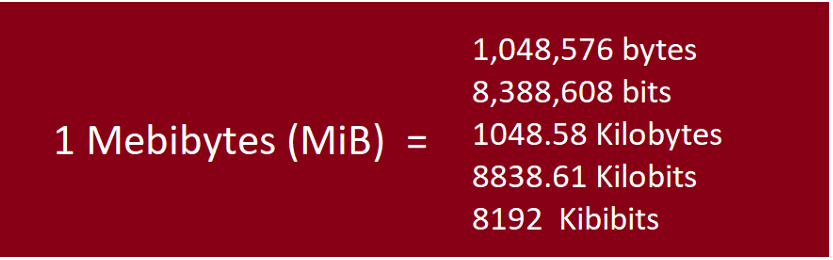 1 Mebibytes (MiB) =
1,048,576 bytes
8,388,608 bits
1048.58 Kilobytes
8838.61 Kilobits
8192 Kibibits